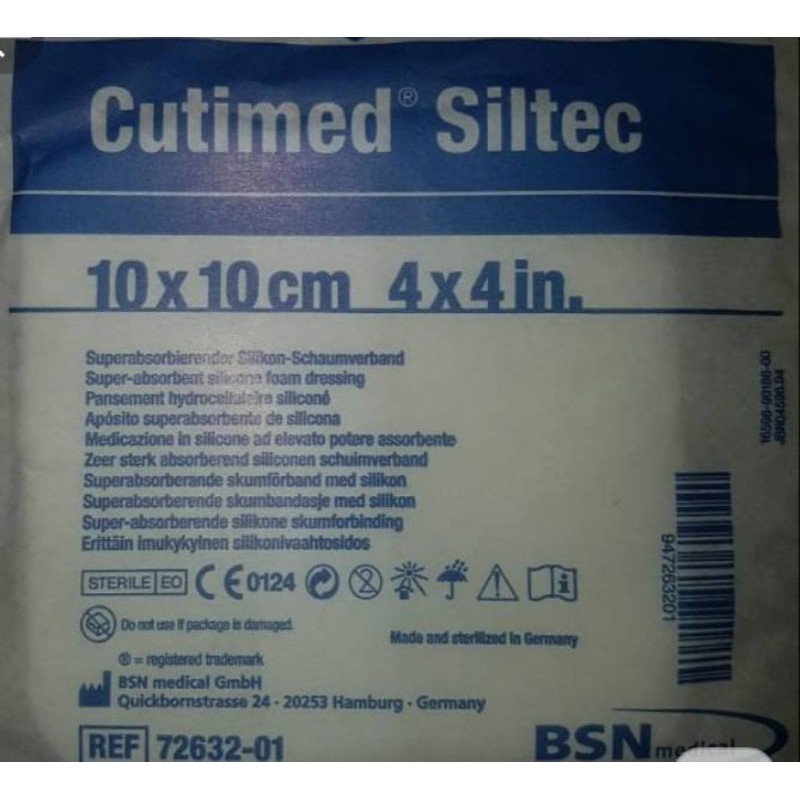 Cutimed® Siltec
10 x 10 cm 4 x 4 in.
Superabsorbierender Silikon-Schaumverband
Super-absorbent silicone foam dressing
Pansement hydrocellulaire siliconé
Apósito superabsorbente de silicona
Medicazione in silicone ad elevato potere assorbente
Zeer sterk absorberend siliconen schuimverband
Superabsorberande skumförband med silikon
Superabsorberende skumbandasje med silikon
Super-absorberende silikone skumforbinding
Erittäin imukykyinen silikonivaahtosidos
STERILE EO CE 0124
Do not use if package is damaged.
Made and sterilized in Germany
® = registered trademark
BSN medical GmbH
Quickbornstrasse 24 · 20253 Hamburg · Germany
REF 72632-01
BSN medical
947263201